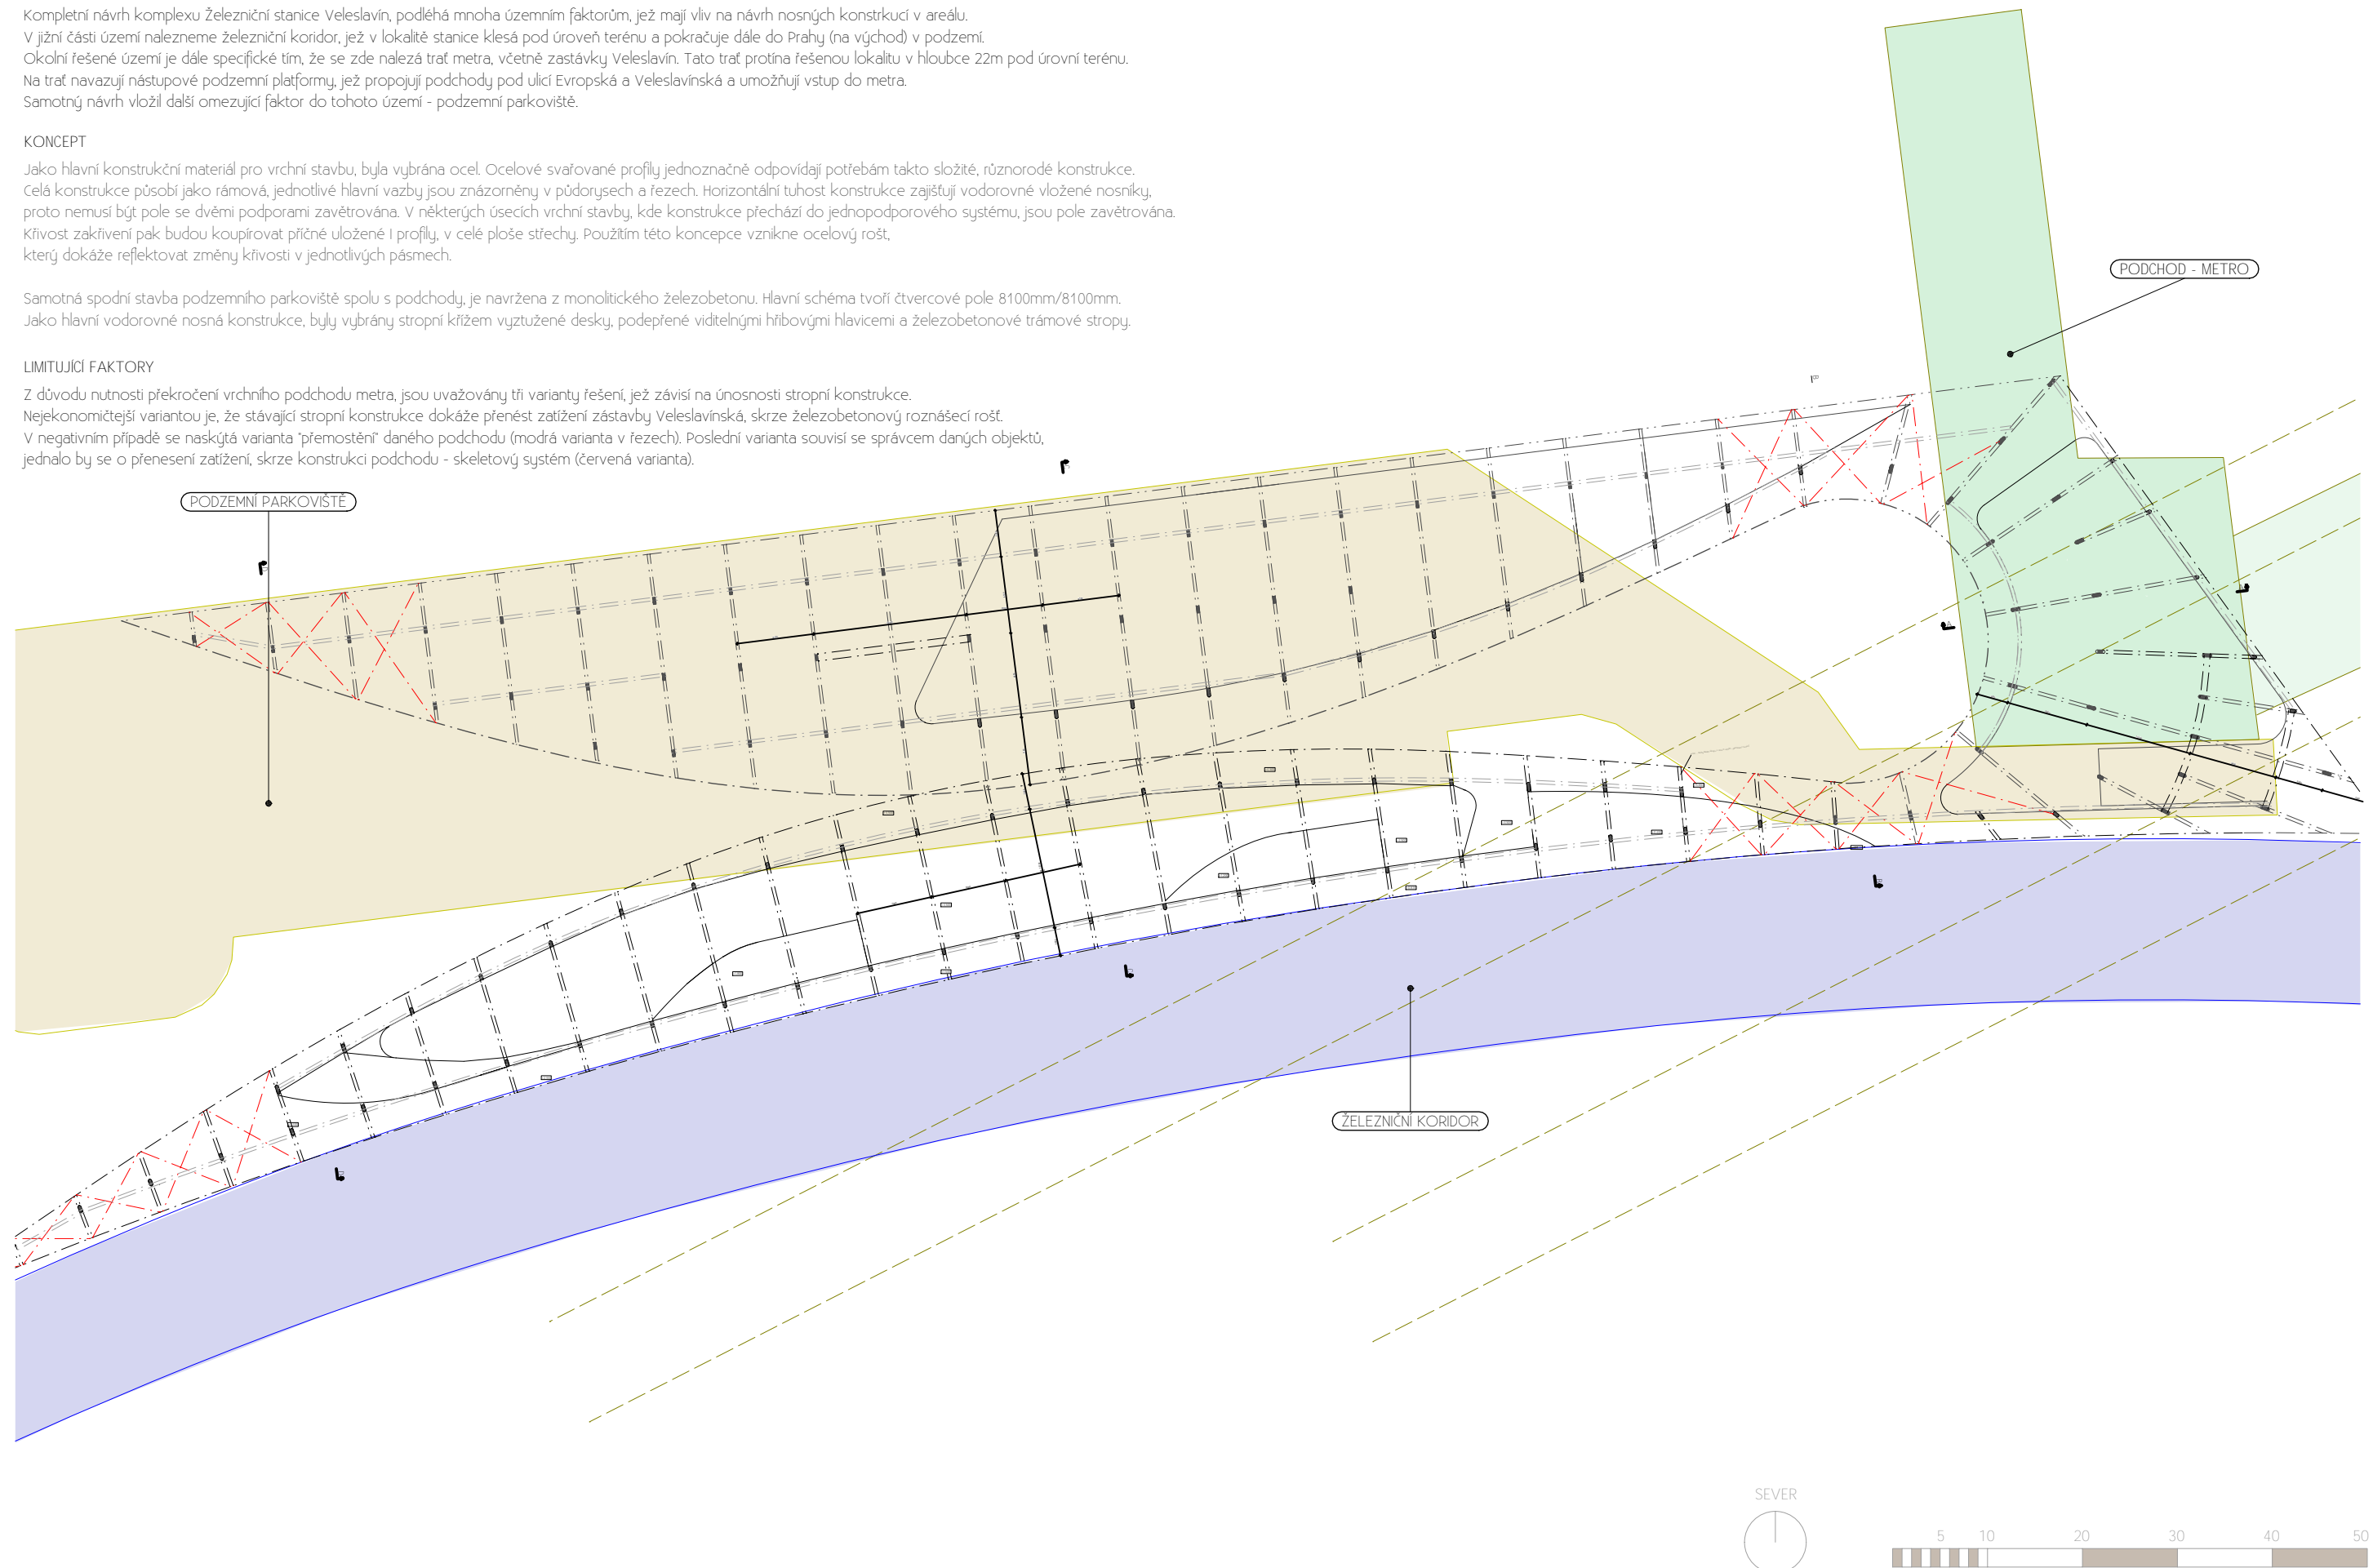 Kompletní návrh komplexu Železniční stanice Veleslavín, podléhá mnoha územním faktorům, jež mají vliv na návrh nosných konstrkucí v areálu.
V jižní části území nalezneme železniční koridor, jež v lokalitě stanice klesá pod úroveň terénu a pokračuje dále do Prahy (na východ) v podzemí.
Okolní řešené území je dále specifické tím, že se zde nalezá trať metra, včetně zastávky Veleslavín. Tato trať protína řešenou lokalitu v hloubce 22m pod úrovní terénu.
Na trať navazují nástupové podzemní platformy, jež propojují podchody pod ulicí Evropská a Veleslavínská a umožňují vstup do metra.
Samotný návrh vložil další omezující faktor do tohoto území - podzemní parkoviště.
KONCEPT
Jako hlavní konstrukční materiál pro vrchní stavbu, byla vybrána ocel. Ocelové svařované profily jednoznačně odpovídají potřebám takto složité, různorodé konstrukce.
Celá konstrukce působí jako rámová, jednotlivé hlavní vazby jsou znázorněny v půdorysech a řezech. Horizontální tuhost konstrukce zajišťují vodorovné vložené nosníky,
proto nemusí být pole se dvěmi podporami zavětrována. V některých úsecích vrchní stavby, kde konstrukce přechází do jednopodporového systému, jsou pole zavětrována.
Křivost zakřivení pak budou koupírovat příčné uložené I profily, v celé ploše střechy. Použítím této koncepce vznikne ocelový rošt,
který dokáže reflektovat změny křivosti v jednotlivých pásmech.
Samotná spodní stavba podzemního parkoviště spolu s podchody, je navržena z monolitického železobetonu. Hlavní schéma tvoří čtvercové pole 8100mm/8100mm.
Jako hlavní vodorovné nosná konstrukce, byly vybrány stropní křížem vyztužené desky, podepřené viditelnými hřibovými hlavicemi a železobetonové trámové stropy.
LIMITUJÍCÍ FAKTORY
Z důvodu nutnosti překročení vrchního podchodu metra, jsou uvažovány tři varianty řešení, jež závisí na únosnosti stropní konstrukce.
Nejekonomičtejší variantou je, že stávající stropní konstrukce dokáže přenést zatížení zástavby Veleslavínská, skrze železobetonový roznášecí rošt.
V negativním případě se naskýtá varianta "přemostění" daného podchodu (modrá varianta v řezech). Poslední varianta souvisí se správcem daných objektů,
jednalo by se o přenesení zatížení, skrze konstrukci podchodu - skeletový systém (červená varianta).
PODCHOD - METRO
PODZEMNÍ PARKOVIŠTĚ
ŽELEZNIČNÍ KORIDOR
SEVER
5 10 20 30 40 50